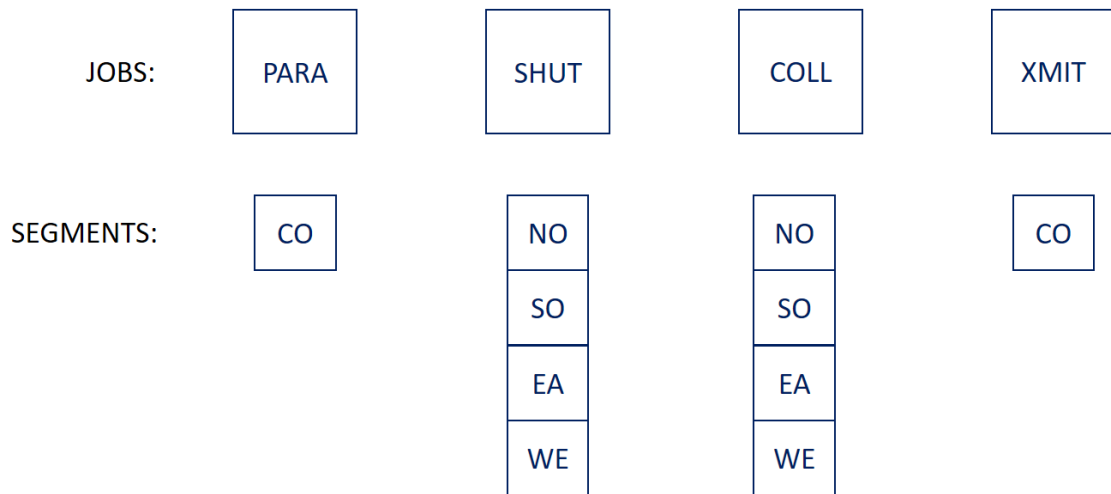 JOBS: PARA SHUT COLL XMIT
SEGMENTS: CO NO NO CO
SO SO
EA EA
WE WE